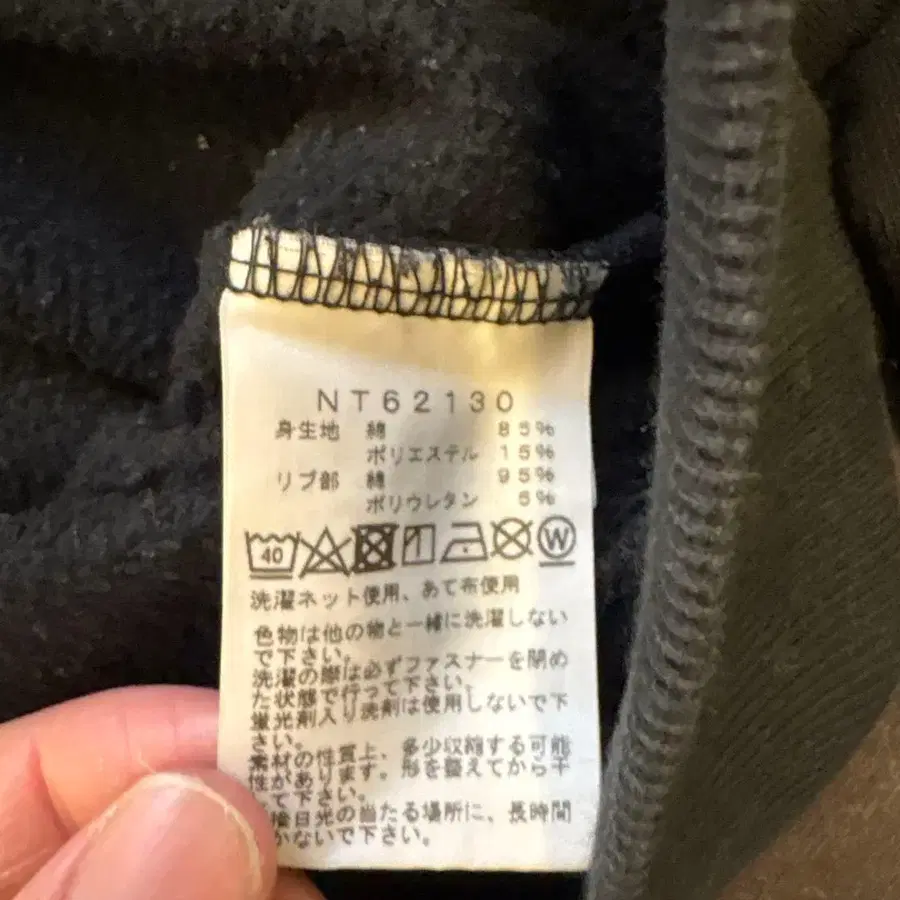 NT62130
身生地 綿 85%
ポリエステル 15%
リブ部 綿 95%
ポリウレタン 5%
40 W
洗濯ネット使用、あて布使用
色物は他の物と一緒に洗濯しない
で下さい。
洗濯の際は必ずファスナーを閉め
た状態で行って下さい。
蛍光剤入り洗剤は使用しないで下
さい。
素材の性質上、多少収縮する可能
性があります。形を整えてから干
して下さい。
接日光の当たる場所に、長時間
かないで下さい。